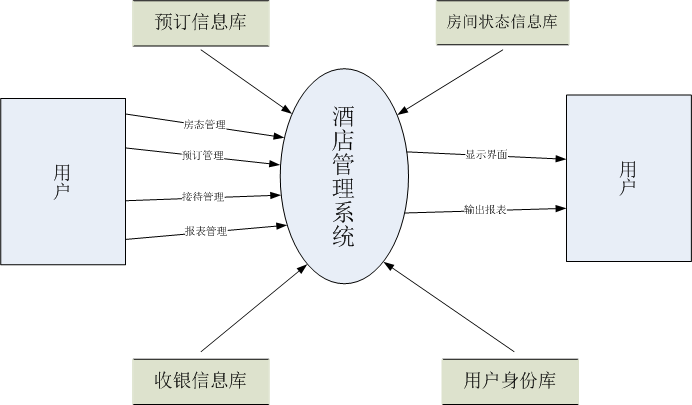 预订信息库
房间状态信息库
用户
房态管理
预订管理
接待管理
报表管理
酒店管理系统
显示界面
输出报表
用户
收银信息库
用户身份库